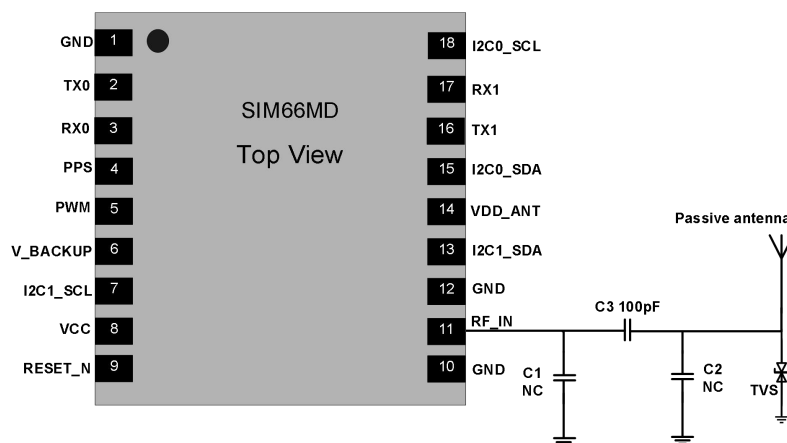 GND 1
TX0 2
RX0 3
PPS 4
PWM 5
V_BACKUP 6
I2C1_SCL 7
VCC 8
RESET_N 9
SIM66MD
Top View
18 I2C0_SCL
17 RX1
16 TX1
15 I2C0_SDA
14 VDD_ANT
13 I2C1_SDA
12 GND
11 RF_IN
10 GND
C3 100pF
C1
NC
C2
NC
Passive antenna
TVS